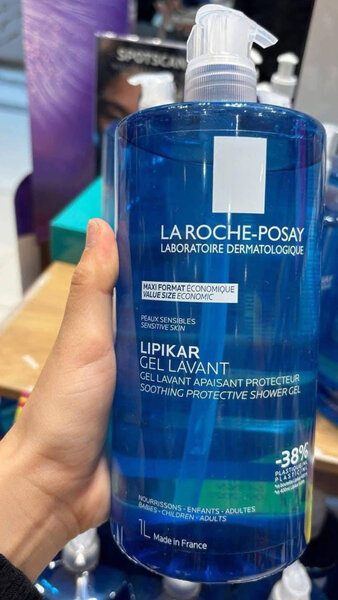 SPOTSCAN
LA ROCHE-POSAY
LABORATOIRE DERMATOLOGIQUE
MAXI FORMAT ÉCONOMIQUE
VALUE SIZE ECONOMIC
PEAUX SENSIBLES
SENSITIVE SKIN
LIPIKAR
GEL LAVANT
GEL LAVANT APAISANT PROTECTEUR
SOOTHING PROTECTIVE SHOWER GEL
-38%
PLASTIQUE
PLASTIC
NOURRISSONS - ENFANTS - ADULTES
BABIES - CHILDREN - ADULTS
1L Made in France